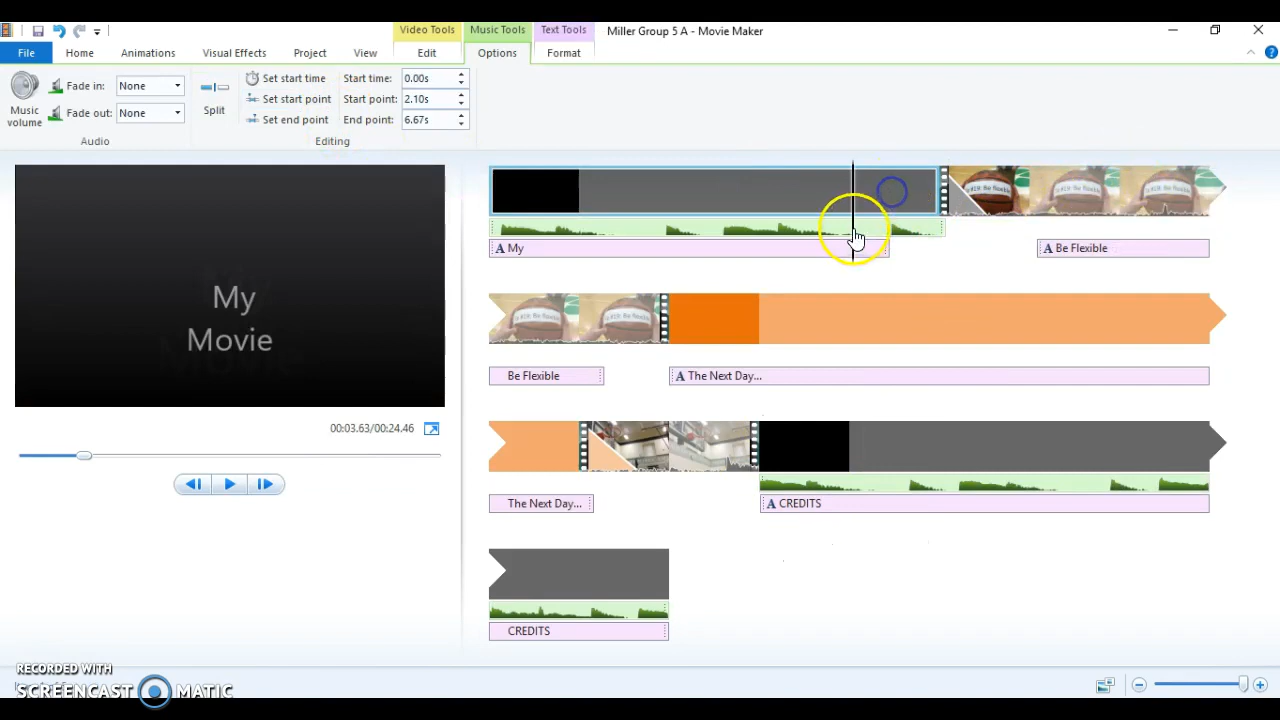 Video Tools Music Tools Text Tools Miller Group 5 A - Movie Maker
File Home Animations Visual Effects Project View Edit Options Format
Music volume
Fade in: None
Fade out: None
Audio
Split
Set start time Start time: 0.00s
Set start point Start point: 2.10s
Set end point End point: 6.67s
Editing
My
Movie
00:03.63/00:24.46
A My
A Be Flexible
Be Flexible
A The Next Day...
The Next Day...
A CREDITS
CREDITS
RECORDED WITH
SCREENCAST MATIC